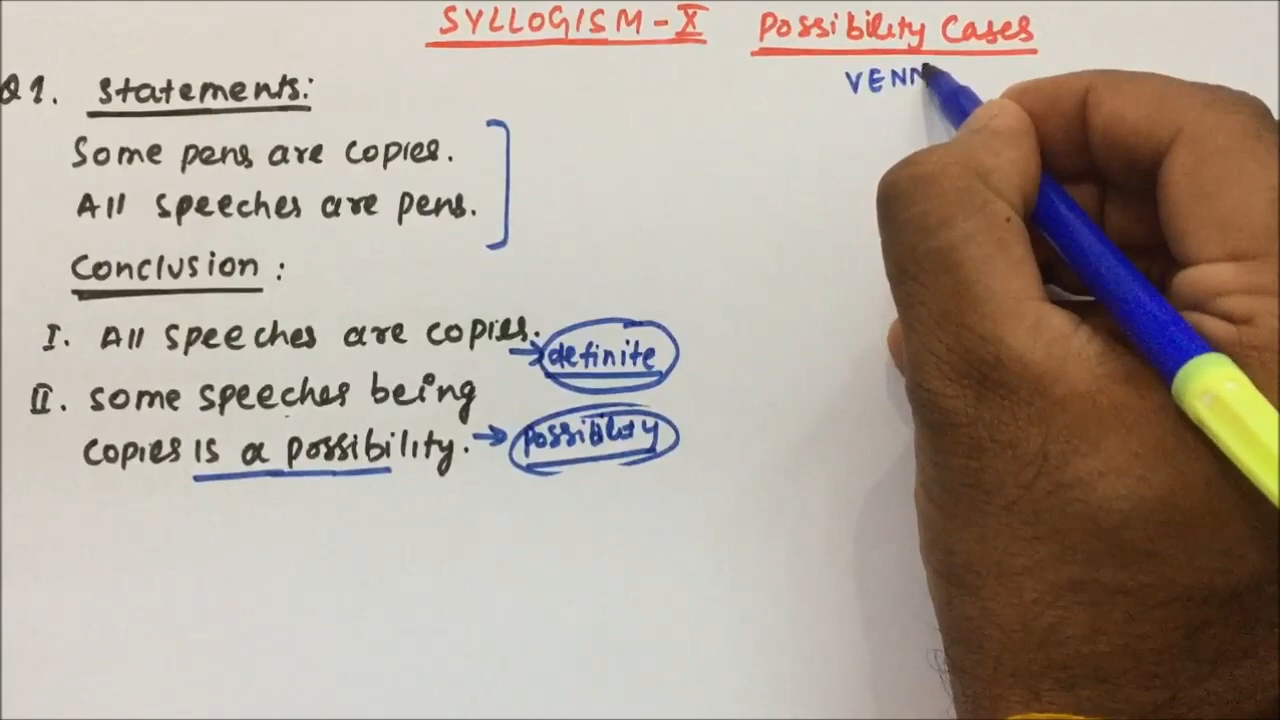 SYLLOGISM-X Possibility Cases
VENN
Q1. Statements:
Some pens are copies.
All speeches are pens.
Conclusion:
I. All speeches are copies. → definite
II. some speeches being
copies is a possibility. → possibility